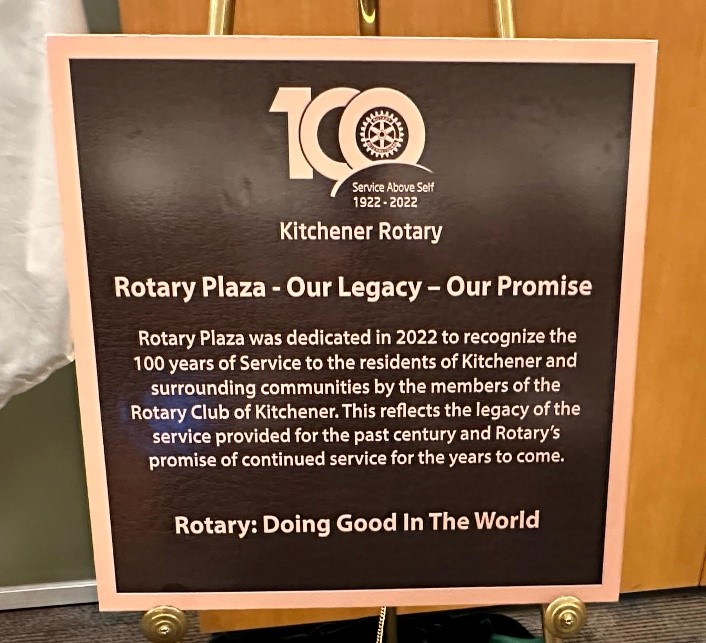 100
Service Above Self
1922 - 2022
Kitchener Rotary
Rotary Plaza - Our Legacy – Our Promise
Rotary Plaza was dedicated in 2022 to recognize the
100 years of Service to the residents of Kitchener and
surrounding communities by the members of the
Rotary Club of Kitchener. This reflects the legacy of the
service provided for the past century and Rotary's
promise of continued service for the years to come.
Rotary: Doing Good In The World